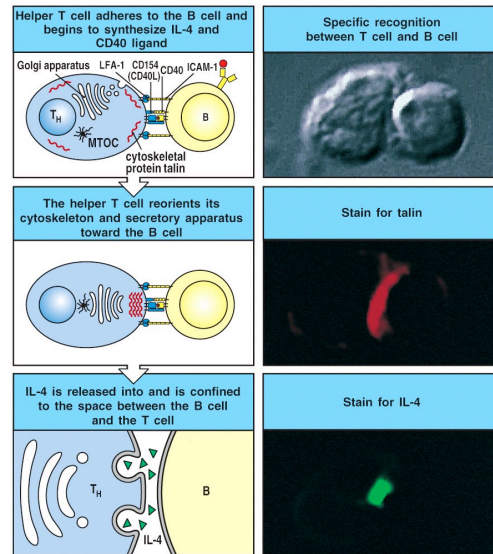 Helper T cell adheres to the B cell and
begins to synthesize IL-4 and
CD40 ligand
Golgi apparatus
LFA-1
CD154
(CD40L)
CD40
ICAM-1
TH
MTOC
B
cytoskeletal
protein talin
Specific recognition
between T cell and B cell
The helper T cell reorients its
cytoskeleton and secretory apparatus
toward the B cell
Stain for talin
IL-4 is released into and is confined
to the space between the B cell
and the T cell
TH
B
IL-4
Stain for IL-4